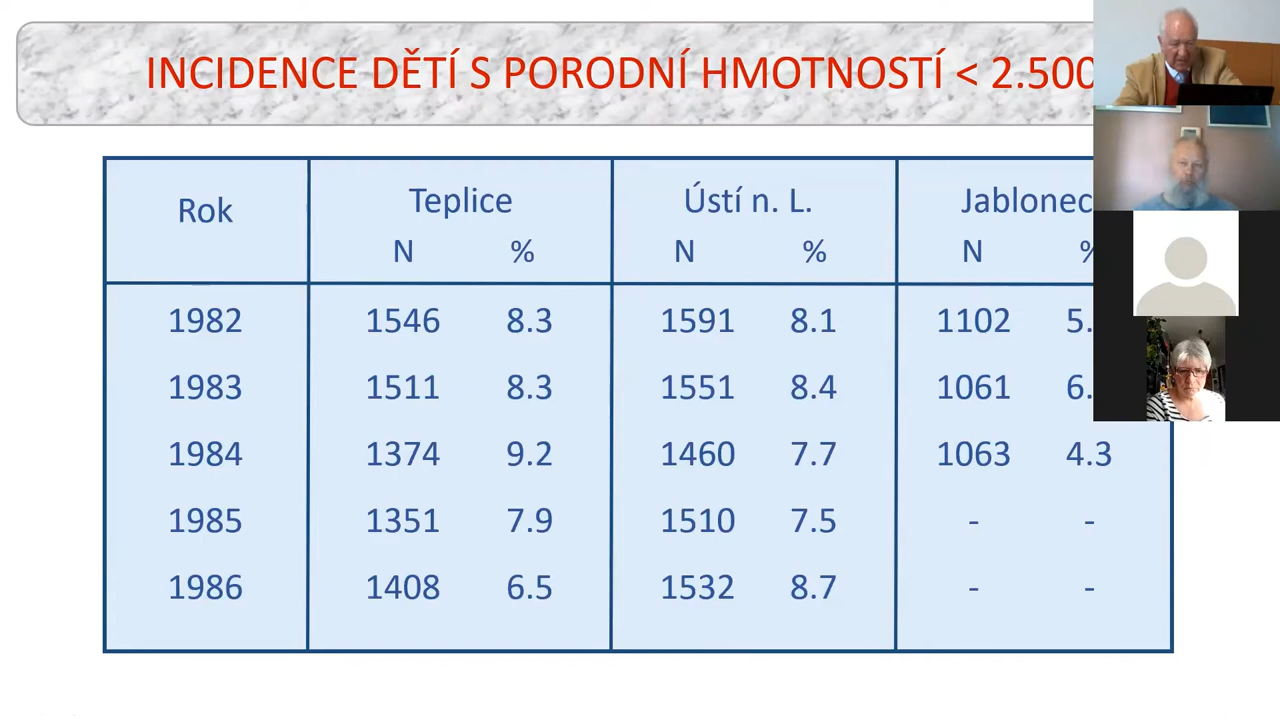 INCIDENCE DĚTÍ S PORODNÍ HMOTNOSTÍ < 2.500
Rok Teplice Ústí n. L. Jablonec
N % N % N %
1982 1546 8.3 1591 8.1 1102 5.
1983 1511 8.3 1551 8.4 1061 6.
1984 1374 9.2 1460 7.7 1063 4.3
1985 1351 7.9 1510 7.5 - -
1986 1408 6.5 1532 8.7 - -